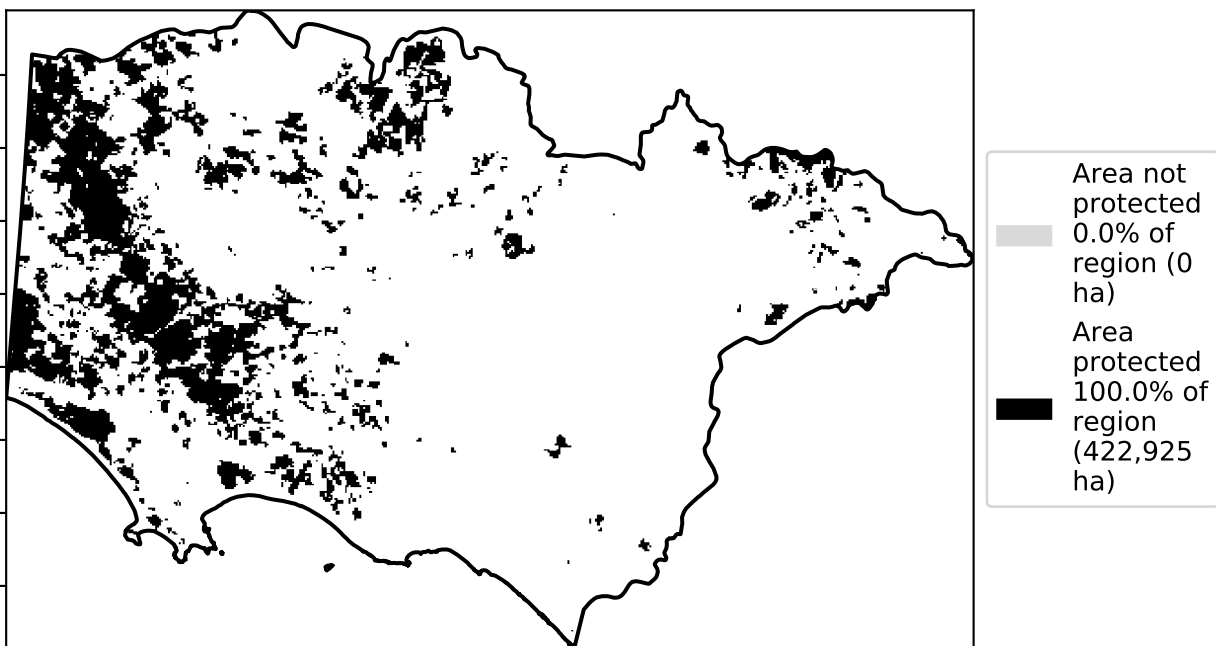 Area not
protected
0.0% of
region (0
ha)
Area
protected
100.0% of
region
(422,925
ha)